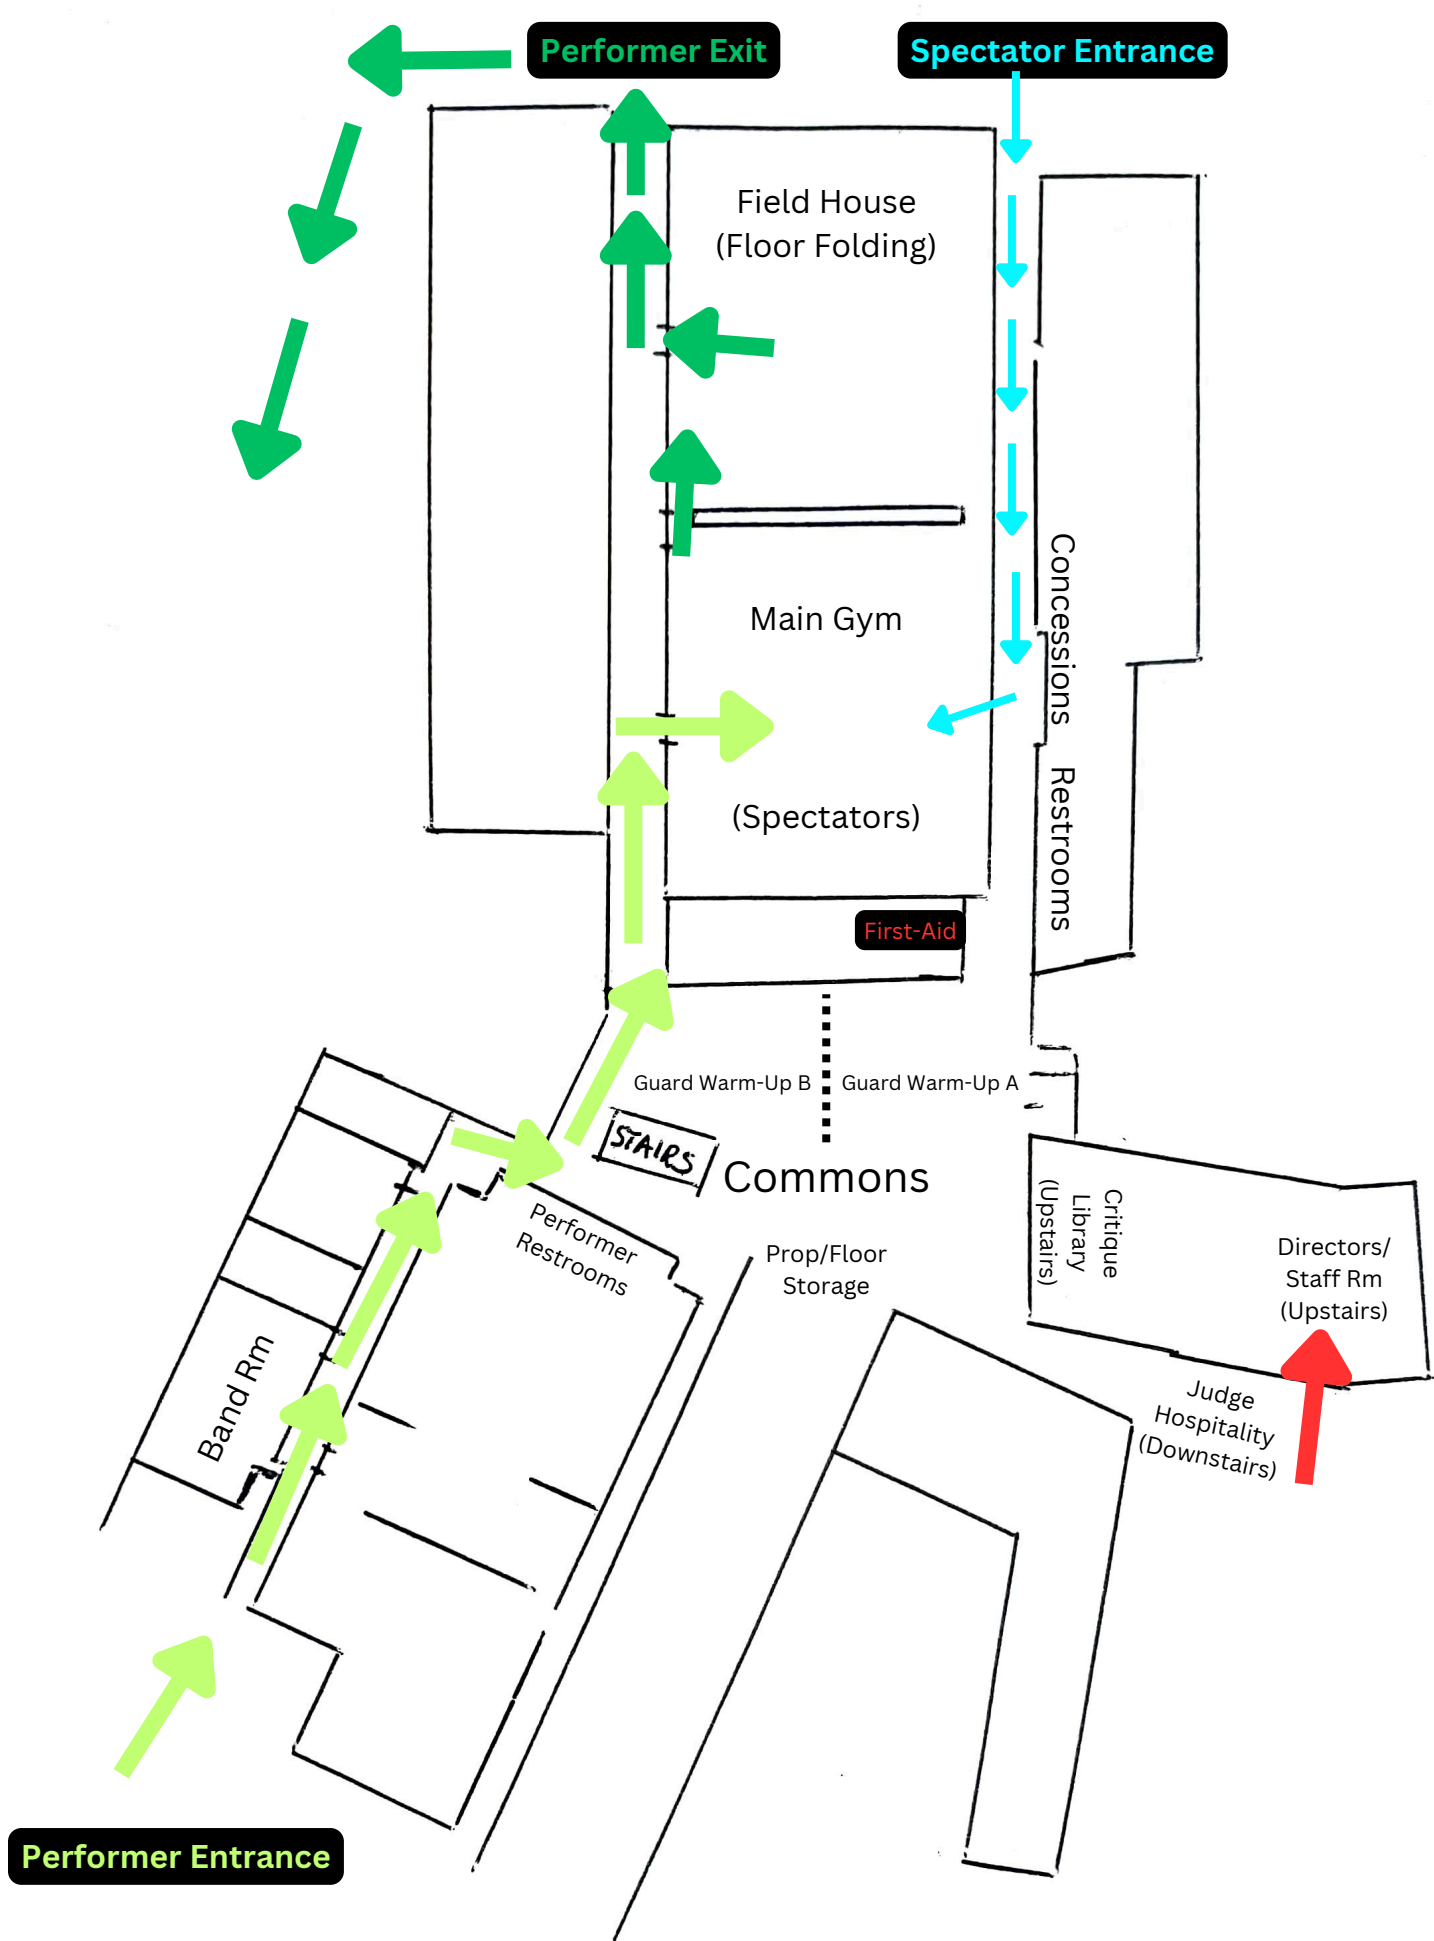 Performer Exit
Spectator Entrance
Field House
(Floor Folding)
Concessions
Main Gym
Restrooms
(Spectators)
First-Aid
Guard Warm-Up B
Guard Warm-Up A
STAIRS
Commons
Performer
Restrooms
Prop/Floor
Storage
Critique
Library
(Upstairs)
Directors/
Staff Rm
(Upstairs)
Band Rm
Judge
Hospitality
(Downstairs)
Performer Entrance